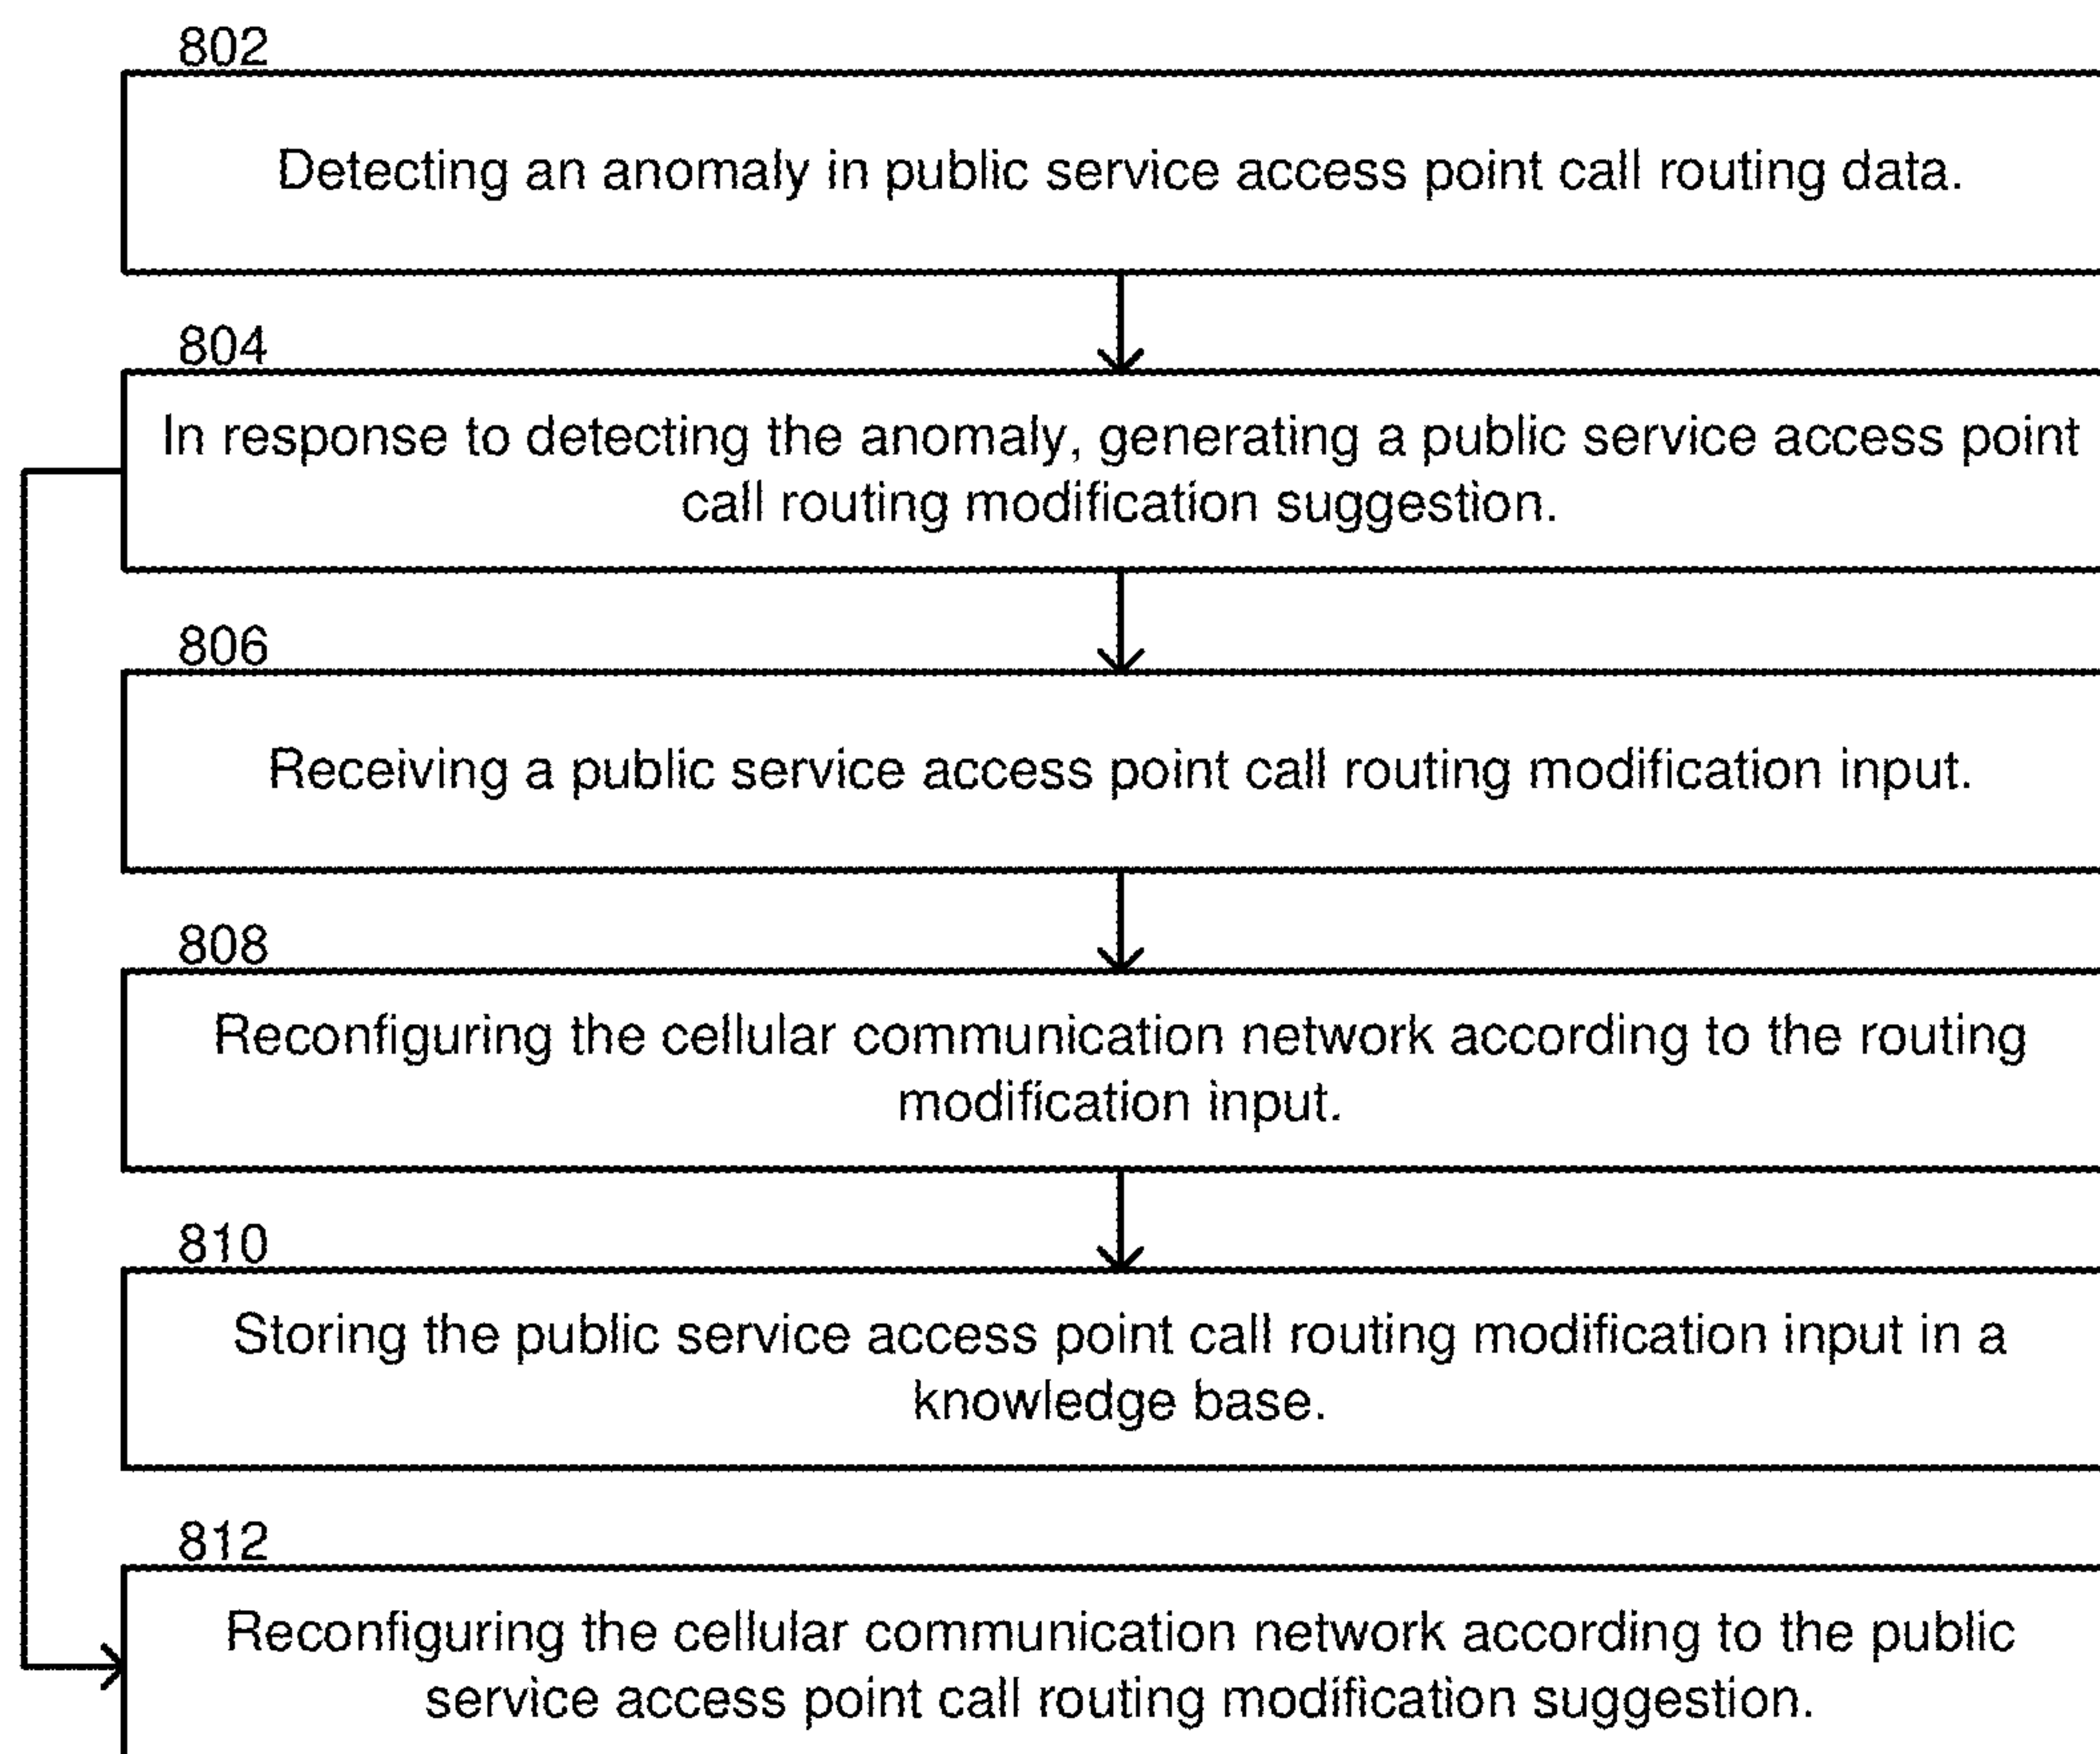 802
Detecting an anomaly in public service access point call routing data.
804
In response to detecting the anomaly, generating a public service access point
call routing modification suggestion.
806
Receiving a public service access point call routing modification input.
808
Reconfiguring the cellular communication network according to the routing
modification input.
810
Storing the public service access point call routing modification input in a
knowledge base.
812
Reconfiguring the cellular communication network according to the public
service access point call routing modification suggestion.